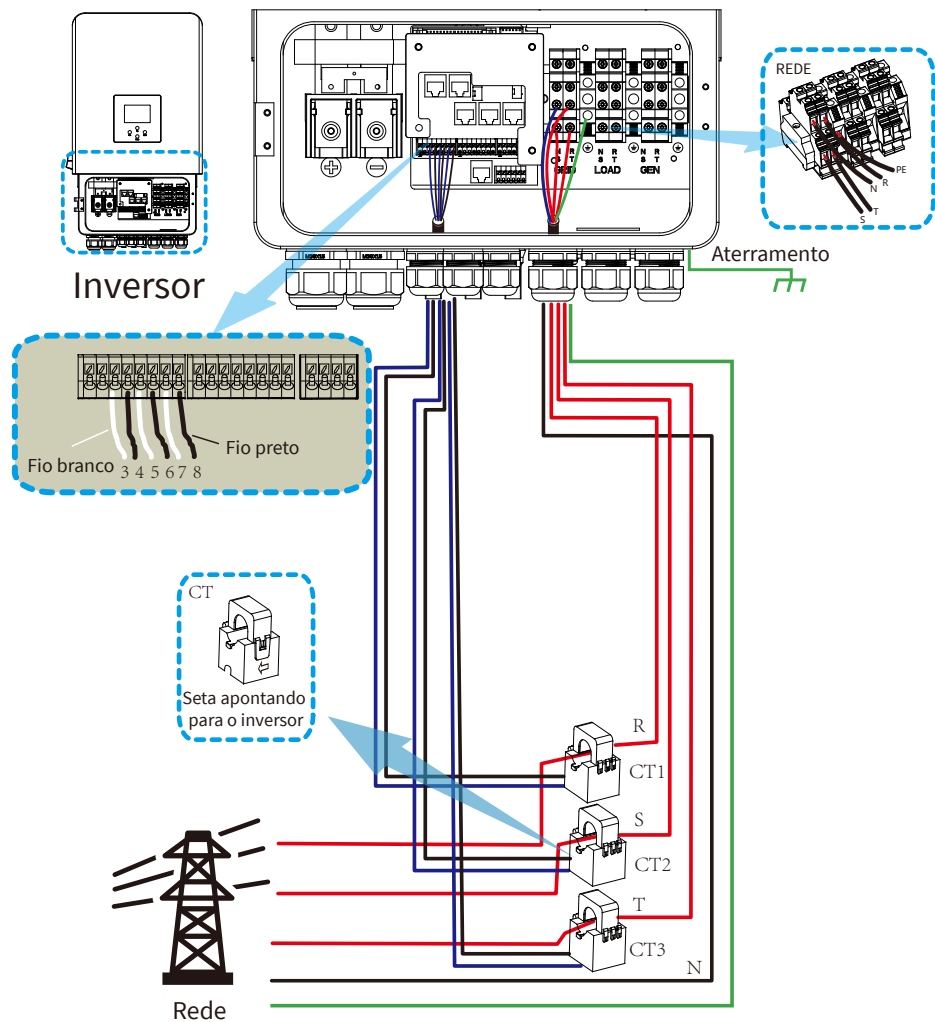 Inversor
N R
S T
GRID
N R
S T
LOAD
N R
S T
GEN
REDE
PE
R
N
T
S
Aterramento
Fio branco
3 4 5 6 7 8
Fio preto
CT
Seta apontando
para o inversor
R
CT1
S
CT2
T
CT3
N
Rede